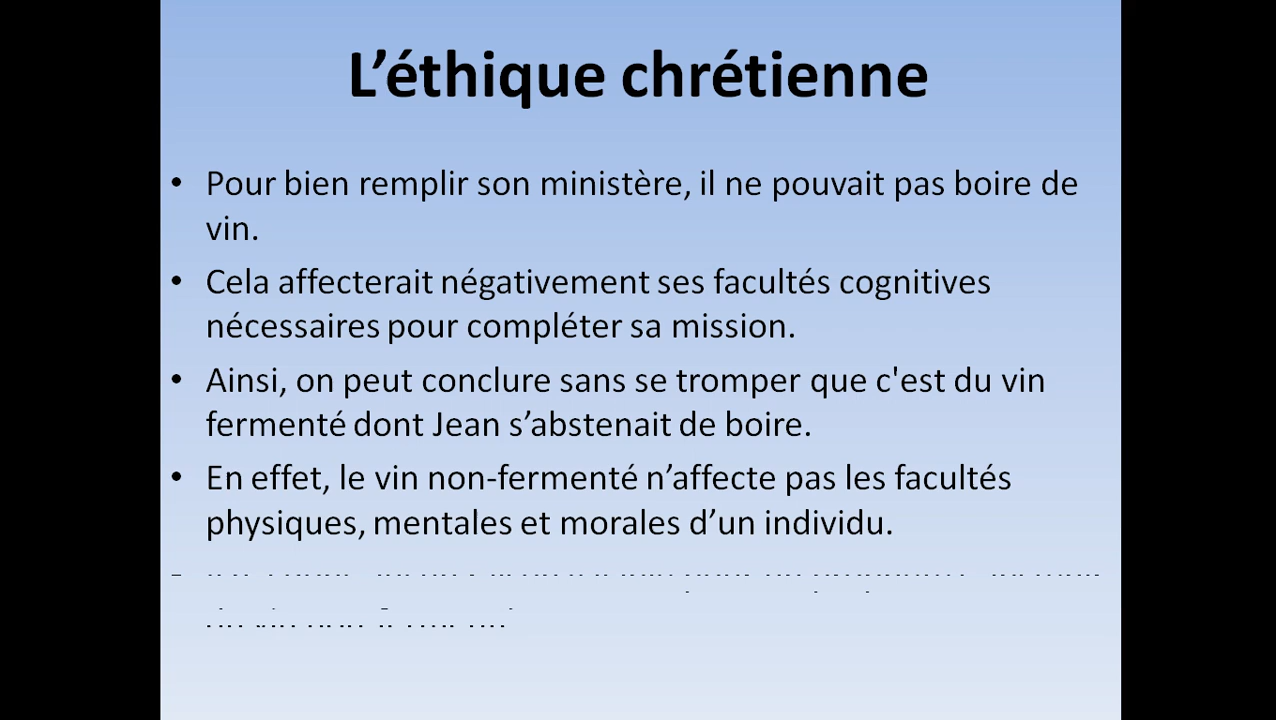 L’éthique chrétienne
• Pour bien remplir son ministère, il ne pouvait pas boire de
vin.
• Cela affecterait négativement ses facultés cognitives
nécessaires pour compléter sa mission.
• Ainsi, on peut conclure sans se tromper que c'est du vin
fermenté dont Jean s’abstenait de boire.
• En effet, le vin non-fermenté n’affecte pas les facultés
physiques, mentales et morales d’un individu.